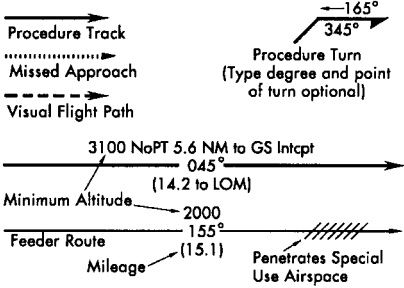 Procedure Track
Missed Approach
Visual Flight Path
165°
345°
Procedure Turn
(Type degree and point
of turn optional)
3100 NoPT 5.6 NM to GS Intcpt
045°
(14.2 to LOM)
Minimum Altitude
2000
Feeder Route
155°
(15.1)
Mileage
Penetrates Special
Use Airspace